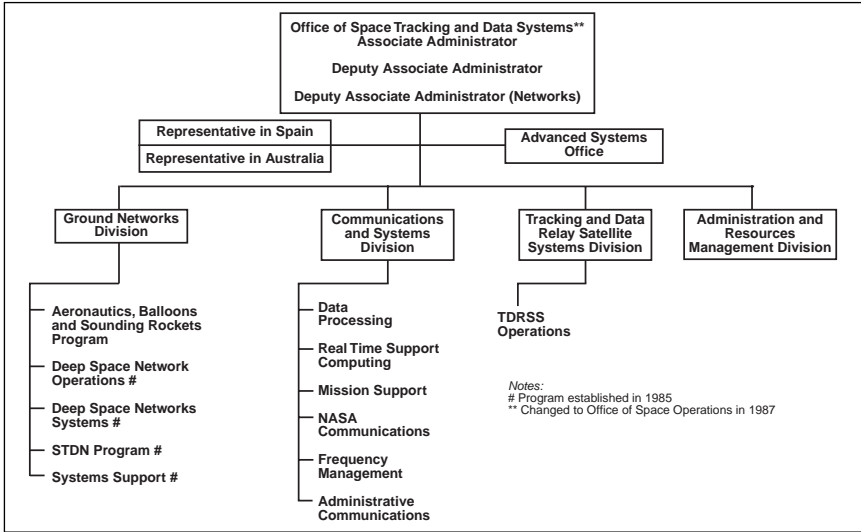 Office of Space Tracking and Data Systems**
Associate Administrator
Deputy Associate Administrator
Deputy Associate Administrator (Networks)
Representative in Spain
Representative in Australia
Advanced Systems
Office
Ground Networks
Division
Communications
and Systems
Division
Tracking and Data
Relay Satellite
Systems Division
Administration and
Resources
Management Division
Aeronautics, Balloons
and Sounding Rockets
Program
Deep Space Network
Operations #
Deep Space Networks
Systems #
STDN Program #
Systems Support #
Data
Processing
Real Time Support
Computing
Mission Support
NASA
Communications
Frequency
Management
Administrative
Communications
TDRSS
Operations
Notes:
# Program established in 1985
** Changed to Office of Space Operations in 1987